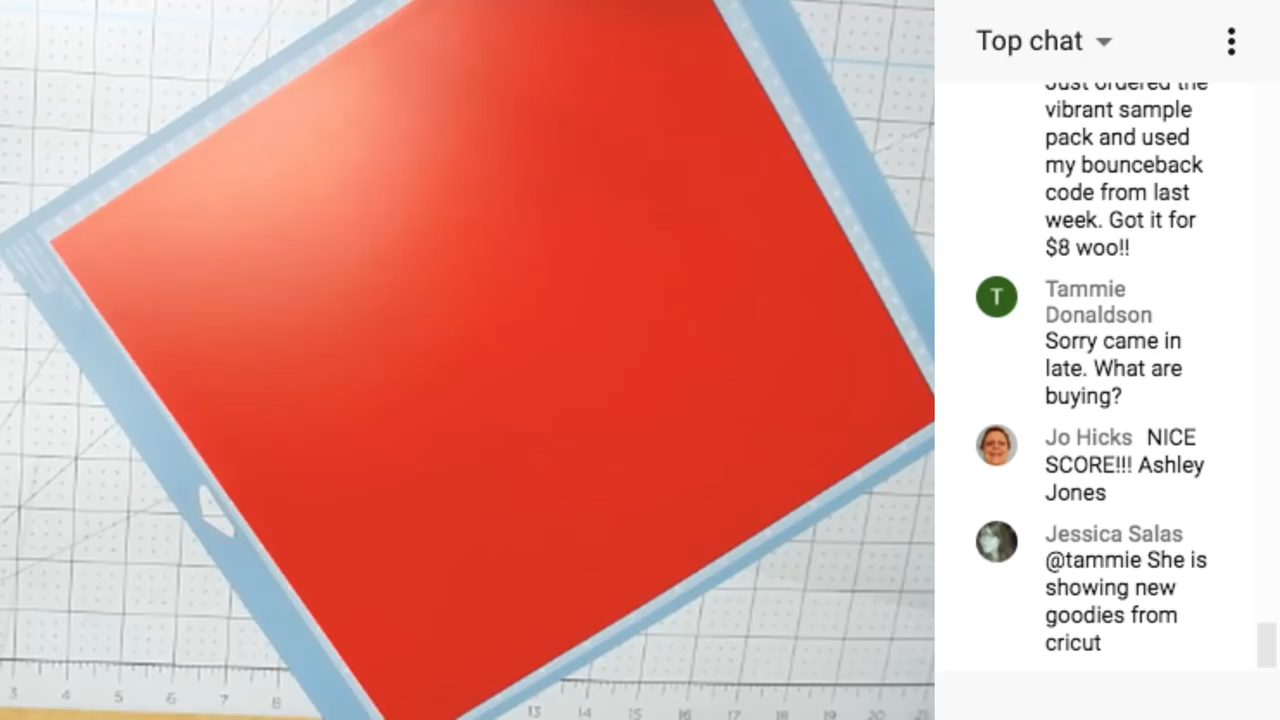 Top chat
Just ordered the
vibrant sample
pack and used
my bounceback
code from last
week. Got it for
$8 woo!!
T
Tammie
Donaldson
Sorry came in
late. What are
buying?
Jo Hicks NICE
SCORE!!! Ashley
Jones
Jessica Salas
@tammie She is
showing new
goodies from
cricut
3 4 5 6 7 8 13 14 15 16 17 18 19 20 21